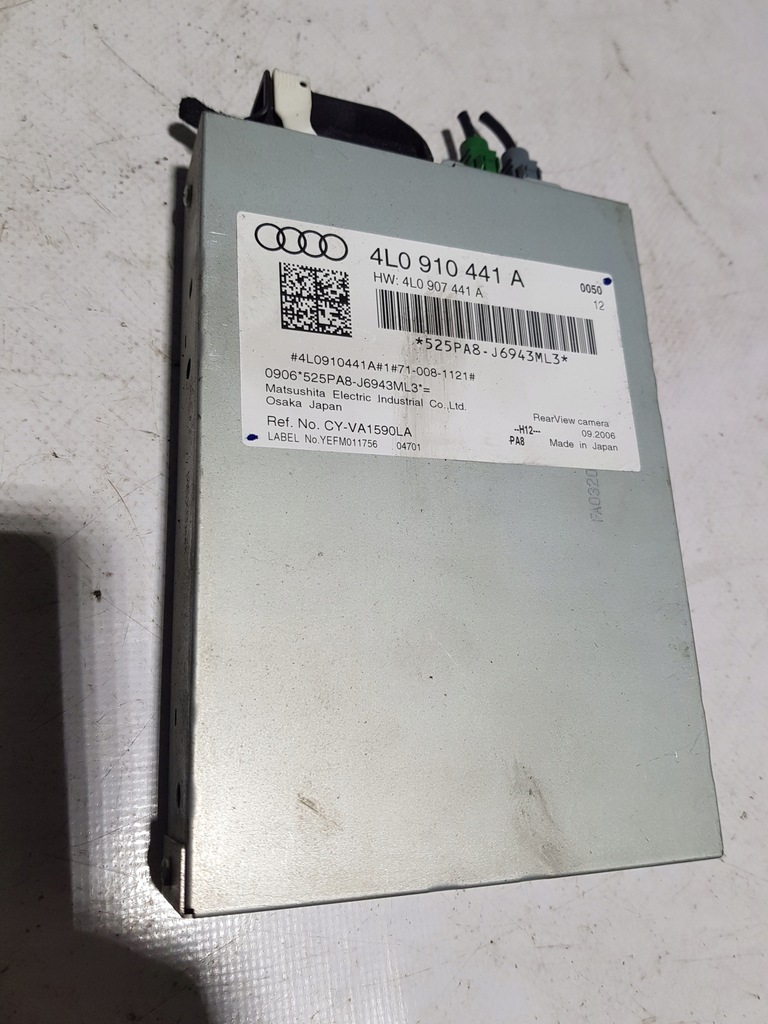 4L0 910 441 A
HW: 4L0 907 441 A
0050
12
*525PA8-J6943ML3*
#4L0910441A#1#71-008-1121#
0906*525PA8-J6943ML3*=
Matsushita Electric Industrial Co.,Ltd.
Osaka Japan
RearView camera
Ref. No. CY-VA1590LA
--H12---
09.2006
LABEL No.YEFM011756 04701
PA8
Made in Japan
FA0320